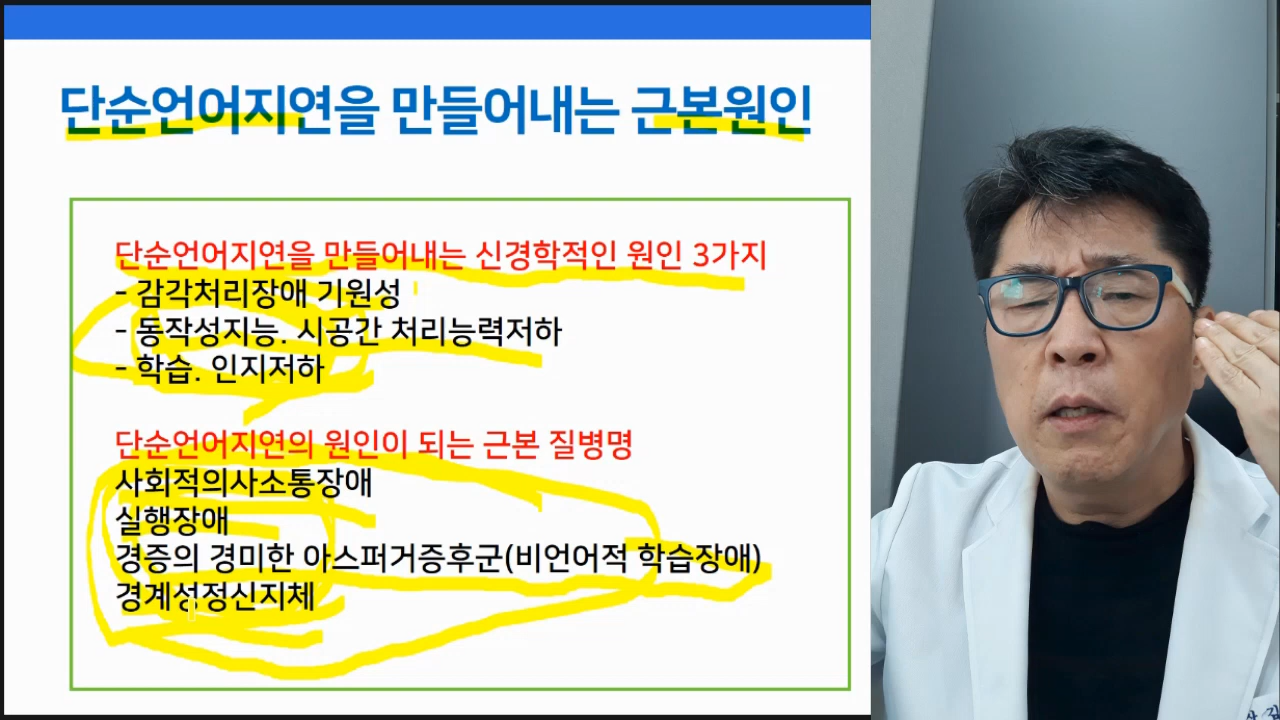 단순언어지연을 만들어내는 근본원인
단순언어지연을 만들어내는 신경학적인 원인 3가지
- 감각처리장애 기원성
- 동작성지능. 시공간 처리능력저하
- 학습. 인지저하
단순언어지연의 원인이 되는 근본 질병명
사회적의사소통장애
실행장애
경증의 경미한 아스퍼거증후군(비언어적 학습장애)
경계성정신지체